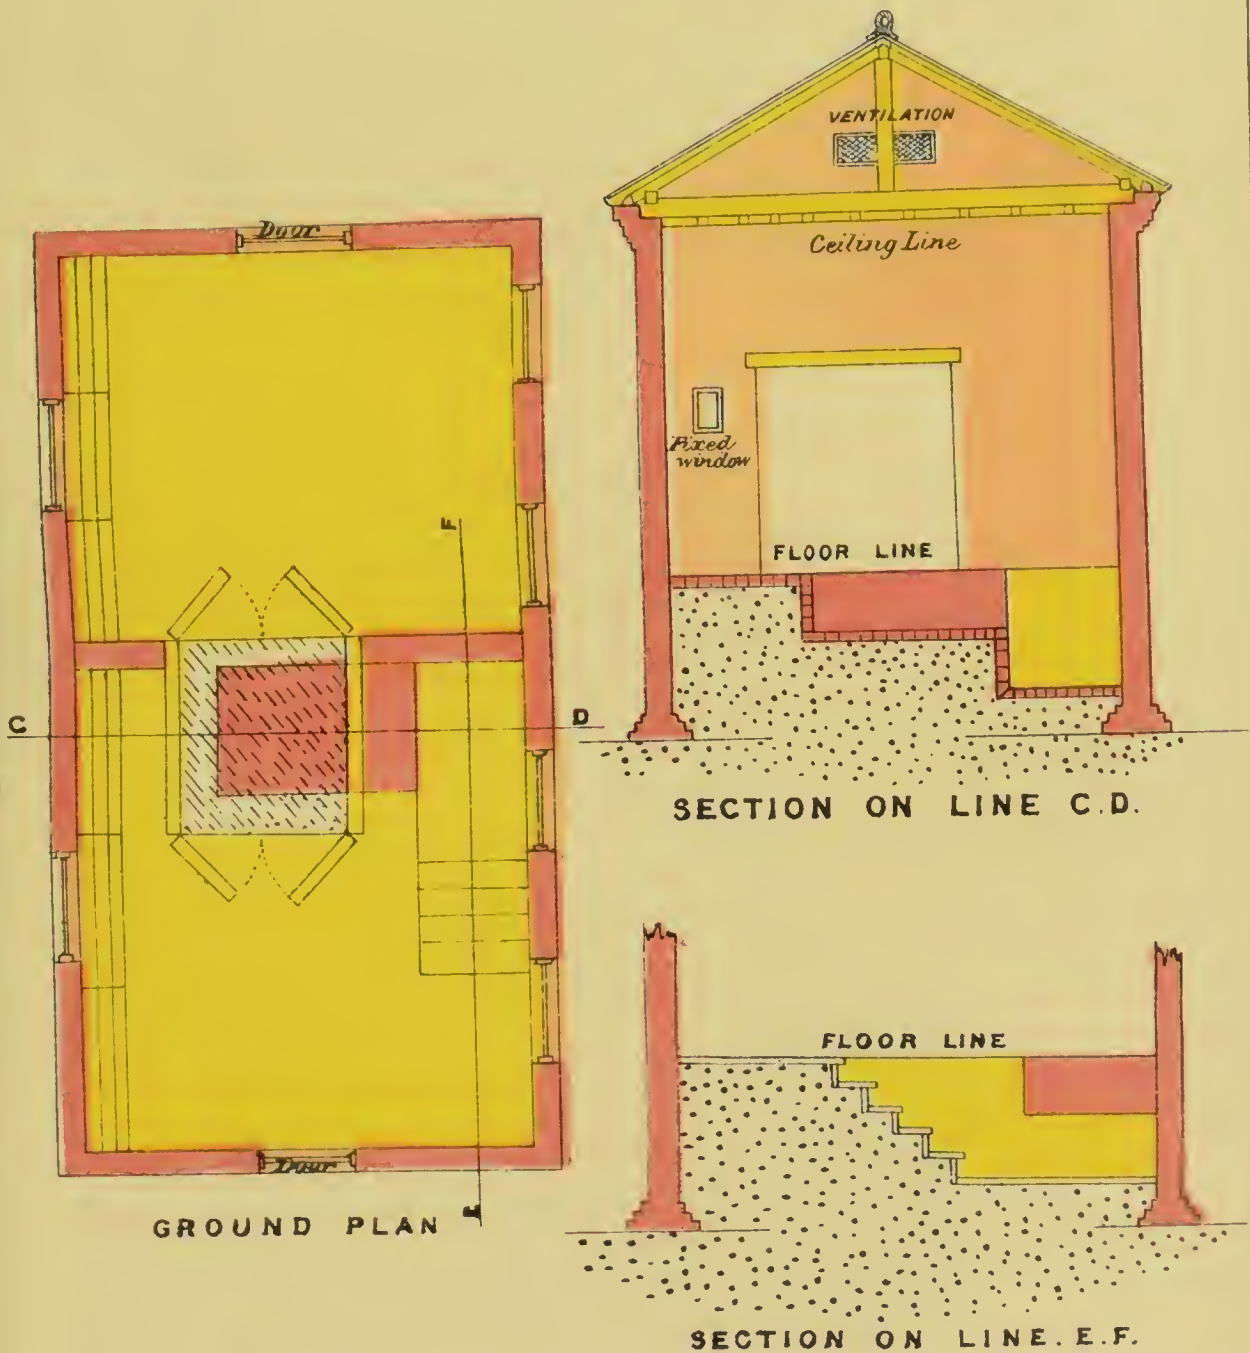 Door
F
C
D
Door
E
GROUND PLAN
VENTILATION
Ceiling Line
Fixed
window
FLOOR LINE
SECTION ON LINE C.D.
FLOOR LINE
SECTION ON LINE. E.F.